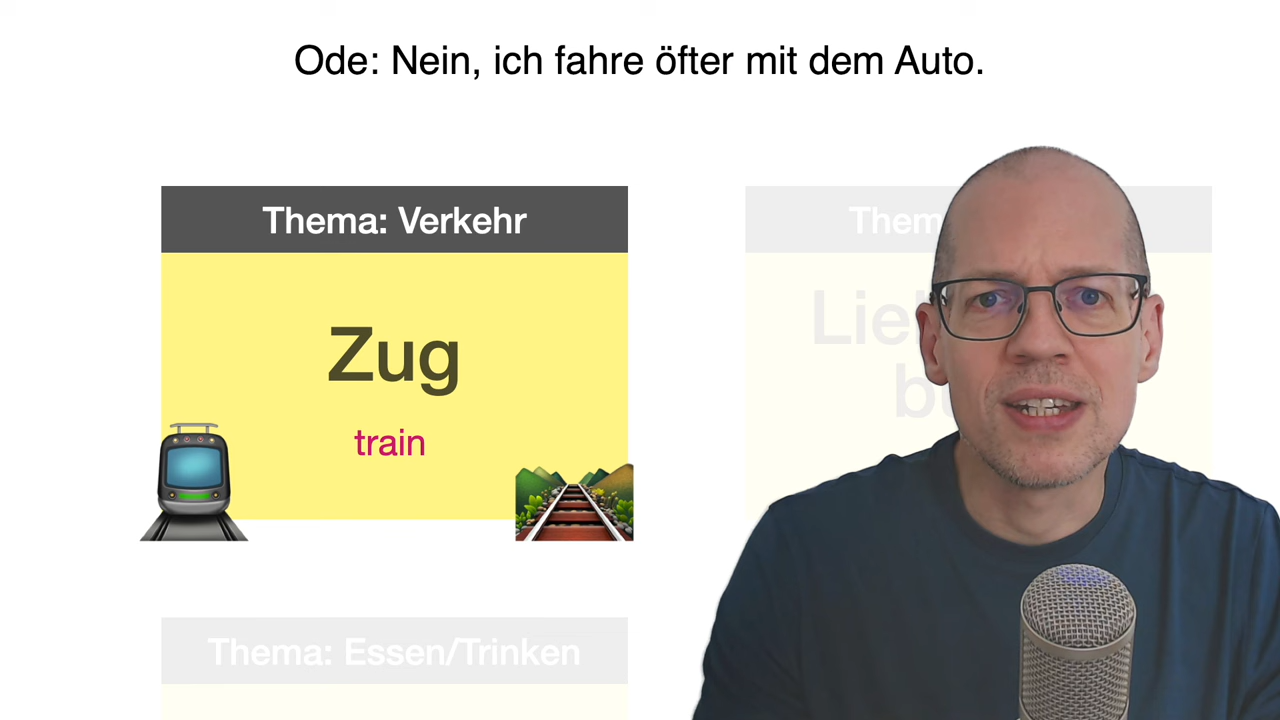 Ode: Nein, ich fahre öfter mit dem Auto.
Thema: Verkehr
Zug
train
Thema: Essen/Trinken